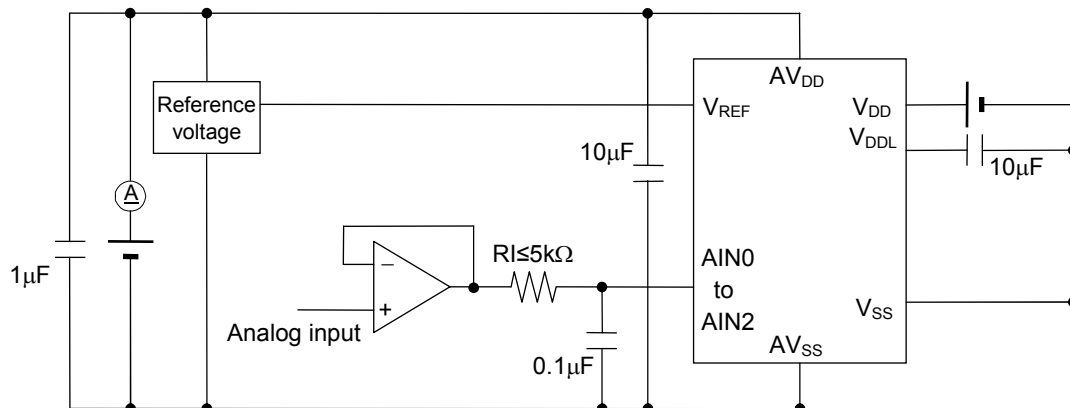 AVDD
Reference
voltage
VREF
VDD
VDDL
10μF
10μF
A
1μF
RI≤5kΩ
−
+
Analog input
0.1μF
AIN0
to
AIN2
VSS
AVSS